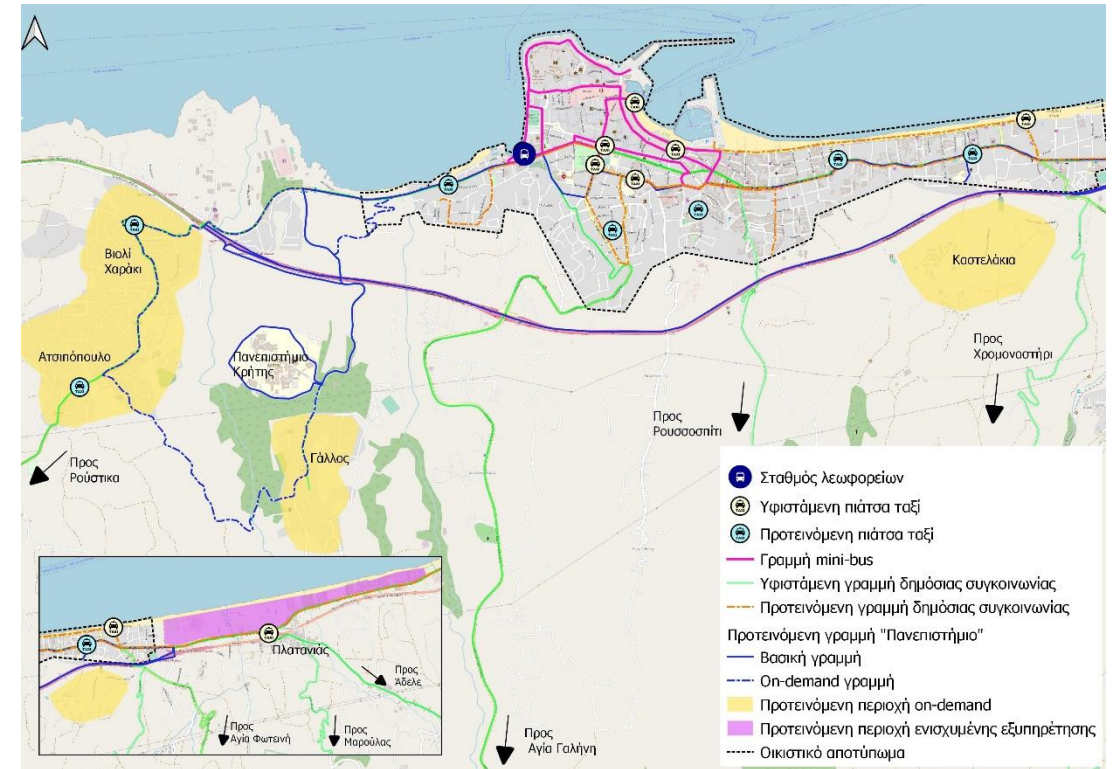 Βιολί
Χαράκι
Ατσιπόπουλο
Πανεπιστήμιο
Κρήτης
Γάλλος
Καστελάκια
Προς
Ρούστικα
Προς
Ρουσσοσπίτι
Προς
Χρομοναστήρι
Προς
Αγία Γαλήνη
Πλατανιάς
Προς
Άδελε
Προς
Αγία Φωτεινή
Προς
Μαρούλας
Σταθμός λεωφορείων
Υφιστάμενη πιάτσα ταξί
Προτεινόμενη πιάτσα ταξί
Γραμμή mini-bus
Υφιστάμενη γραμμή δημόσιας συγκοινωνίας
Προτεινόμενη γραμμή δημόσιας συγκοινωνίας
Προτεινόμενη γραμμή "Πανεπιστήμιο"
Βασική γραμμή
On-demand γραμμή
Προτεινόμενη περιοχή on-demand
Προτεινόμενη περιοχή ενισχυμένης εξυπηρέτησης
Οικιστικό αποτύπωμα